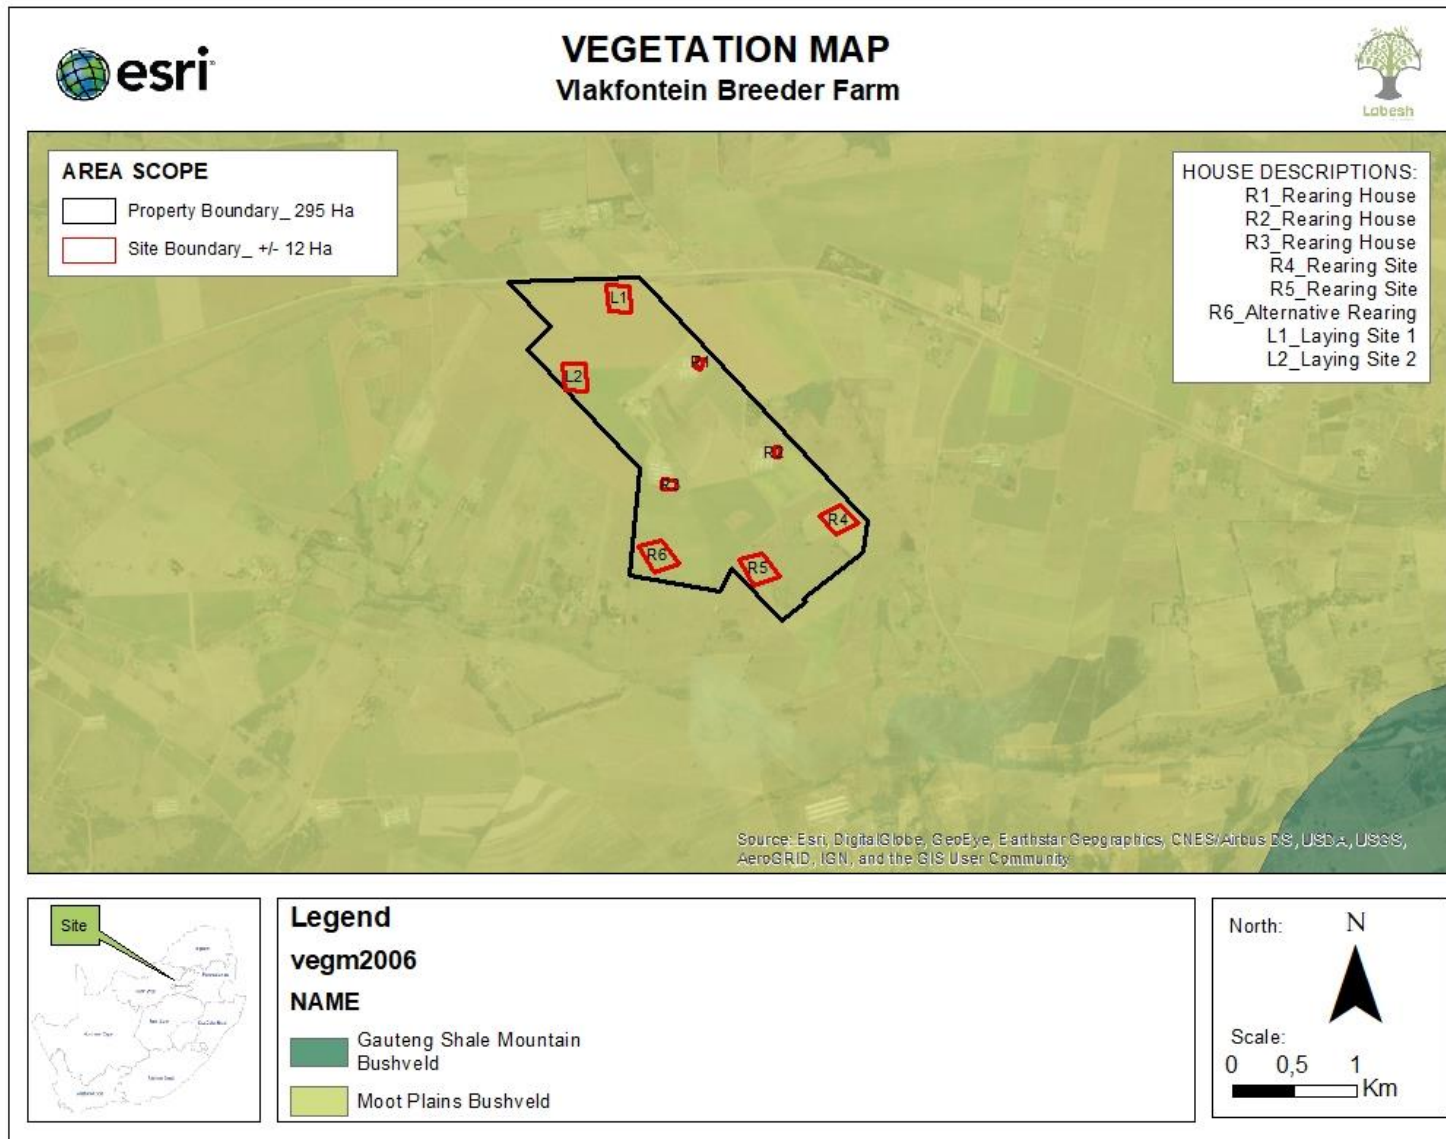 esri
VEGETATION MAP
Vlakfontein Breeder Farm
Labesh
AREA SCOPE
Property Boundary_ 295 Ha
Site Boundary_ +/- 12 Ha
HOUSE DESCRIPTIONS:
R1_Rearing House
R2_Rearing House
R3_Rearing House
R4_Rearing Site
R5_Rearing Site
R6_Alternative Rearing
L1_Laying Site 1
L2_Laying Site 2
L1
R1
L2
R2
R3
R4
R6
R5
Source: Esri, DigitalGlobe, GeoEye, Earthstar Geographics, CNES/Airbus DS, USDA, USGS,
AeroGRID, IGN, and the GIS User Community
Site
Legend
vegm2006
NAME
Gauteng Shale Mountain
Bushveld
Moot Plains Bushveld
North:
N
Scale:
0 0,5 1
Km